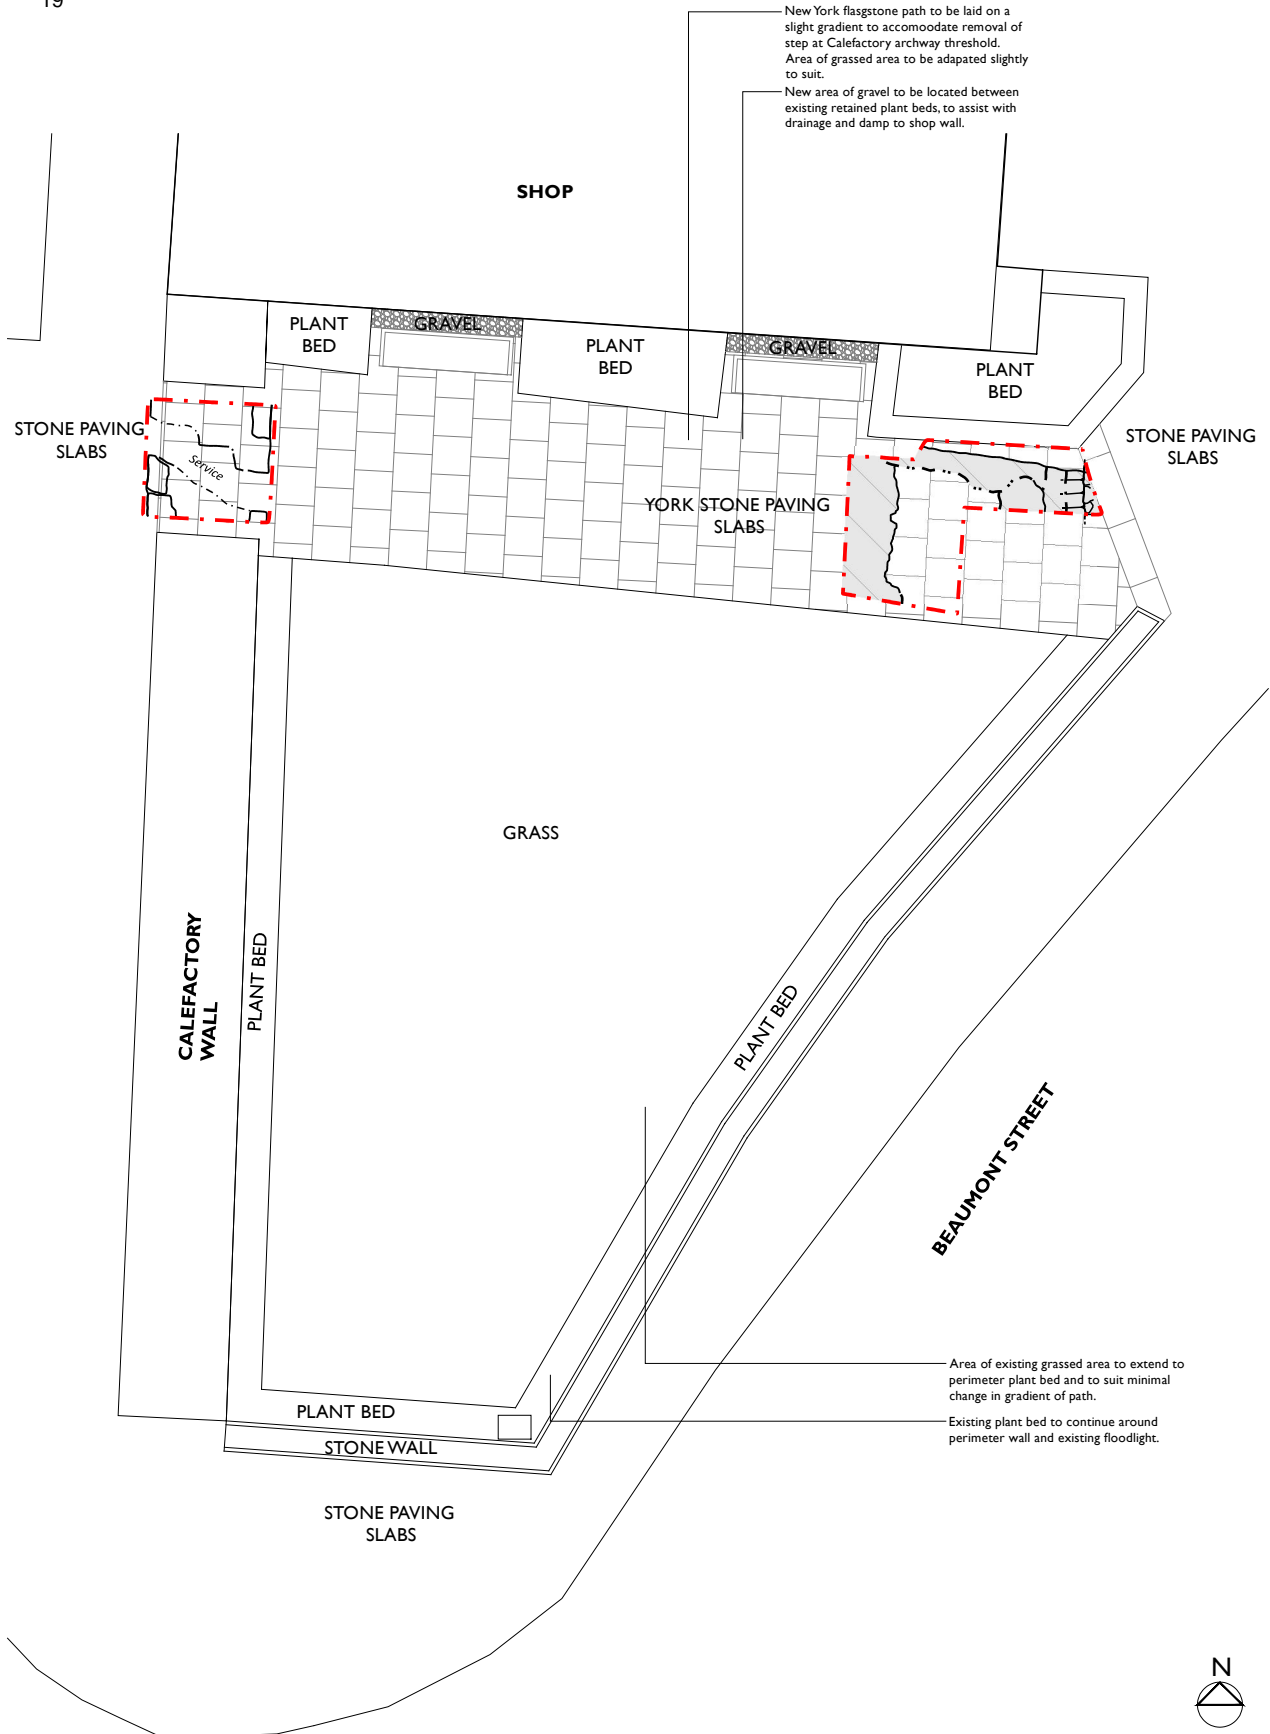 19
New York flasgstone path to be laid on a
slight gradient to accomoodate removal of
step at Calefactory archway threshold.
Area of grassed area to be adapated slightly
to suit.
New area of gravel to be located between
existing retained plant beds, to assist with
drainage and damp to shop wall.
SHOP
PLANT
BED
GRAVEL
PLANT
BED
GRAVEL
PLANT
BED
STONE PAVING
SLABS
Service
STONE PAVING
SLABS
YORK STONE PAVING
SLABS
GRASS
CALEFACTORY
WALL
PLANT BED
PLANT BED
BEAUMONT STREET
Area of existing grassed area to extend to
perimeter plant bed and to suit minimal
change in gradient of path.
Existing plant bed to continue around
perimeter wall and existing floodlight.
PLANT BED
STONE WALL
STONE PAVING
SLABS
N